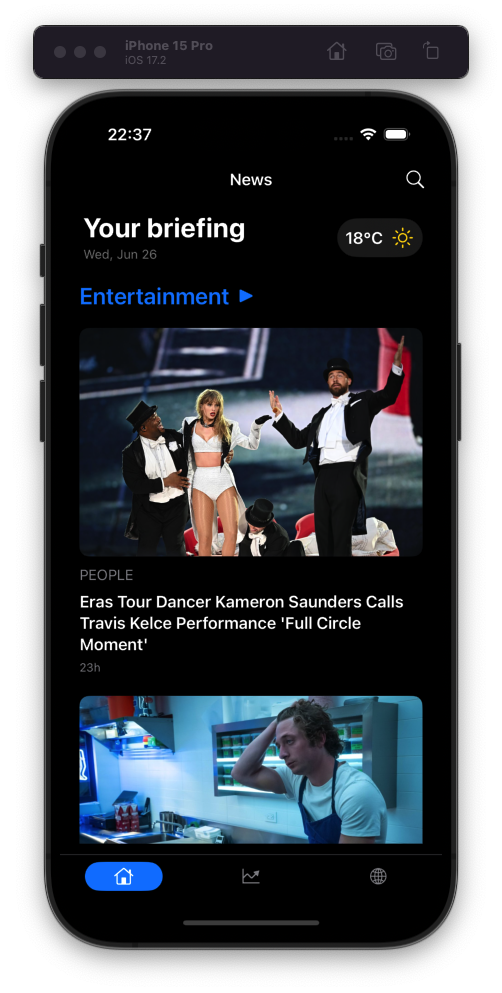 iPhone 15 Pro
iOS 17.2
22:37
News
Your briefing
Wed, Jun 26
18°C
Entertainment
PEOPLE
Eras Tour Dancer Kameron Saunders Calls
Travis Kelce Performance 'Full Circle
Moment'
23h